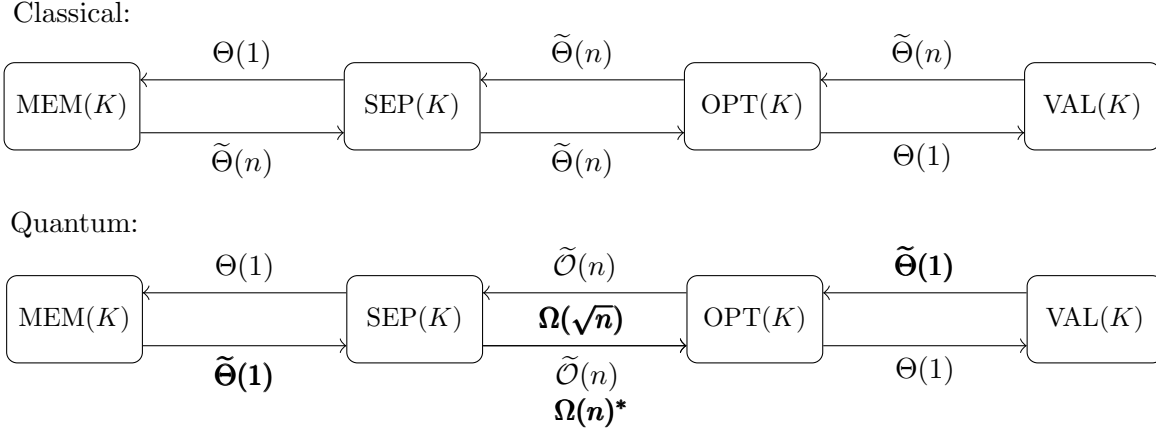 Classical:
Θ(1) Θ̃(n) Θ̃(n)
MEM(K) SEP(K) OPT(K) VAL(K)
Θ̃(n) Θ̃(n) Θ(1)
Quantum:
Θ(1) Õ(n) Θ̃(1)
MEM(K) SEP(K) Ω(√n) OPT(K) VAL(K)
Θ̃(1) Õ(n) Θ(1)
Ω(n)*